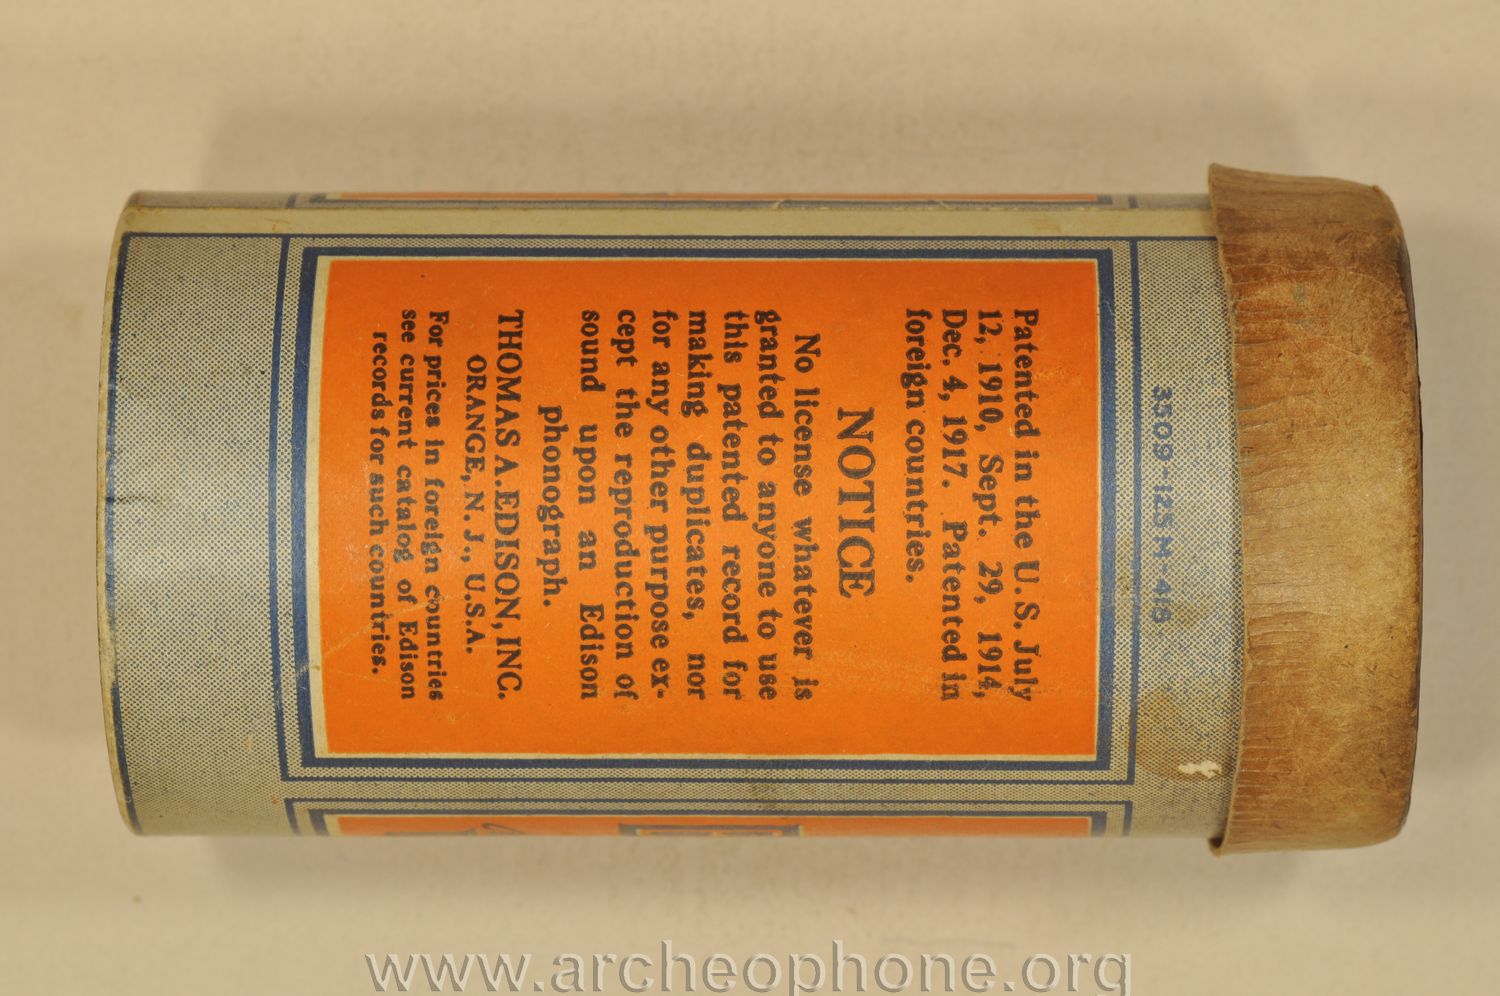 3509-125M-418
Patented in the U. S. July
12, 1910, Sept. 29, 1914,
Dec. 4, 1917. Patented in
foreign countries.
NOTICE
No license whatever is
granted to anyone to use
this patented record for
making duplicates, nor
for any other purpose ex-
cept the reproduction of
sound upon an Edison
phonograph.
THOMAS A. EDISON, INC.
ORANGE, N. J., U.S.A.
For prices in foreign countries
see current catalog of Edison
records for such countries.
www.archeophone.org